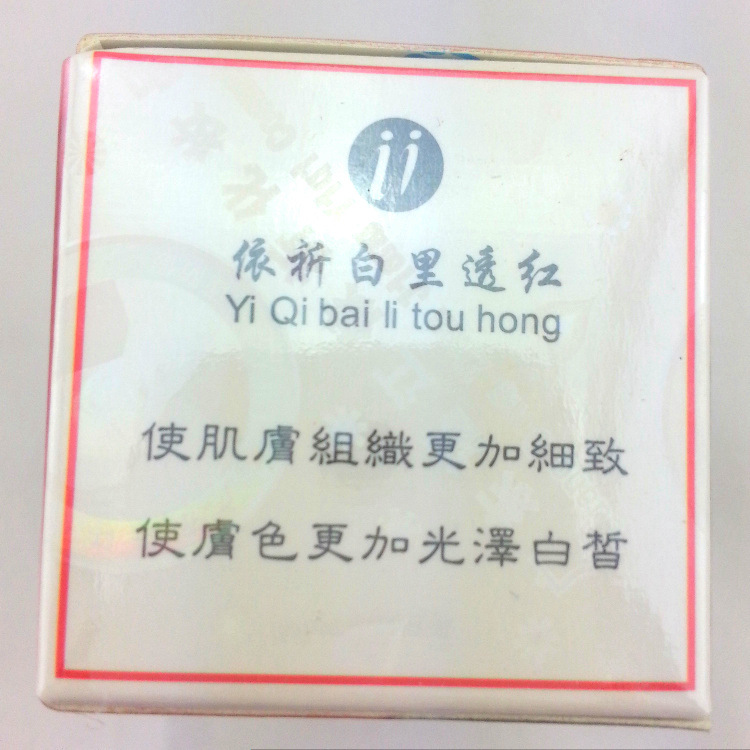 依祈白里透红
Yi Qi bai li tou hong
使肌膚組織更加細致
使膚色更加光澤白皙